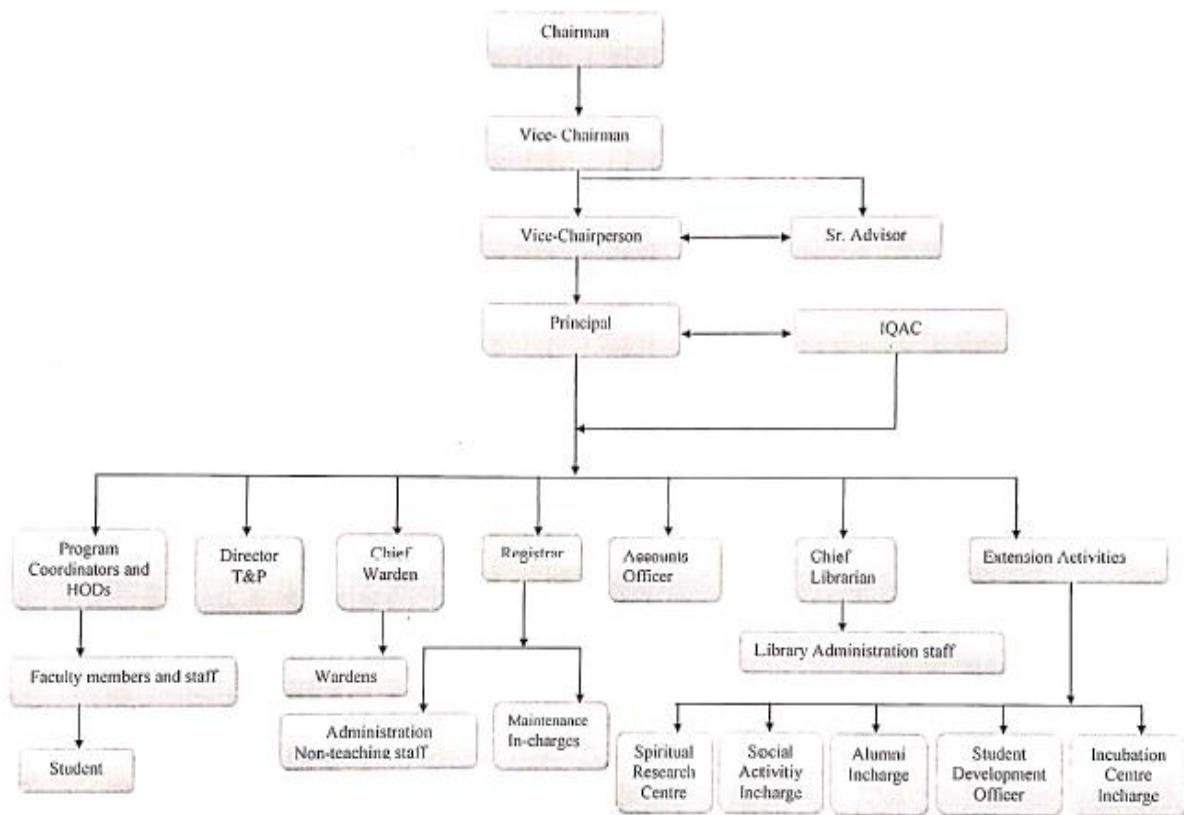 Chairman
Vice- Chairman
Vice-Chairperson
Sr. Advisor
Principal
IQAC
Program
Coordinators and
HODs
Director
T&P
Chief
Warden
Registrar
Accounts
Officer
Chief
Librarian
Extension Activities
Faculty members and staff
Wardens
Library Administration staff
Student
Administration
Non-teaching staff
Maintenance
In-charges
Spiritual
Research
Centre
Social
Activitiy
Incharge
Alumni
Incharge
Student
Development
Officer
Incubation
Centre
Incharge